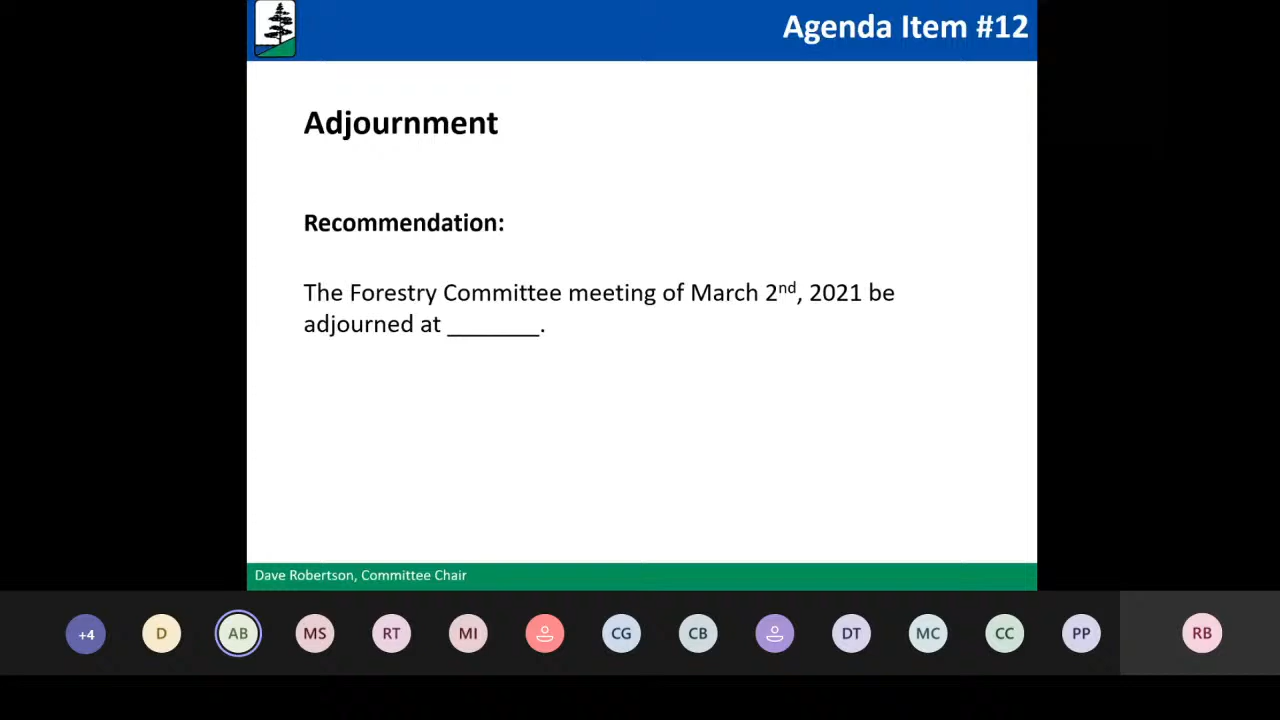 Agenda Item #12
Adjournment
Recommendation:
The Forestry Committee meeting of March 2nd, 2021 be
adjourned at _______.
Dave Robertson, Committee Chair
+4 D AB MS RT MI CG CB DT MC CC PP RB